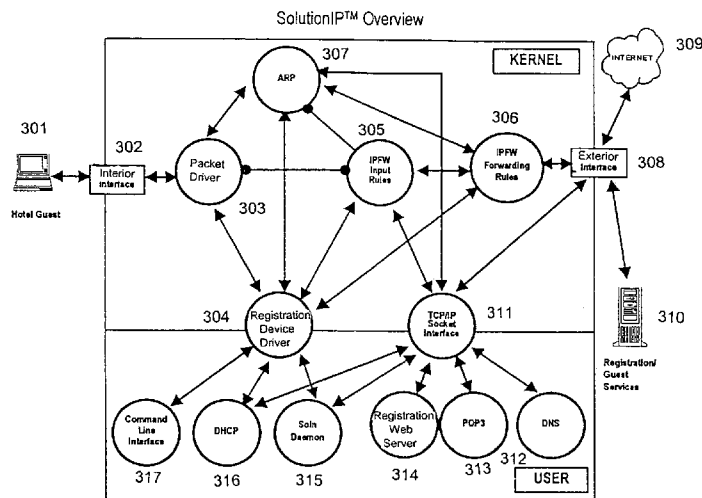 SolutionIP™ Overview
307
ARP
KERNEL
INTERNET
309
301
302
305
306
Interior
Interface
Packet
Driver
IPFW
Input
Rules
IPFW
Forwarding
Rules
Exterior
Interface
308
Hotel Guest
303
304
Registration
Device
Driver
TCP/IP
Socket
Interface
311
310
Registration/
Guest
Services
Command
Line
Interface
DHCP
Soln
Daemon
Registration
Web
Server
POP3
DNS
317
316
315
314
313
312
USER